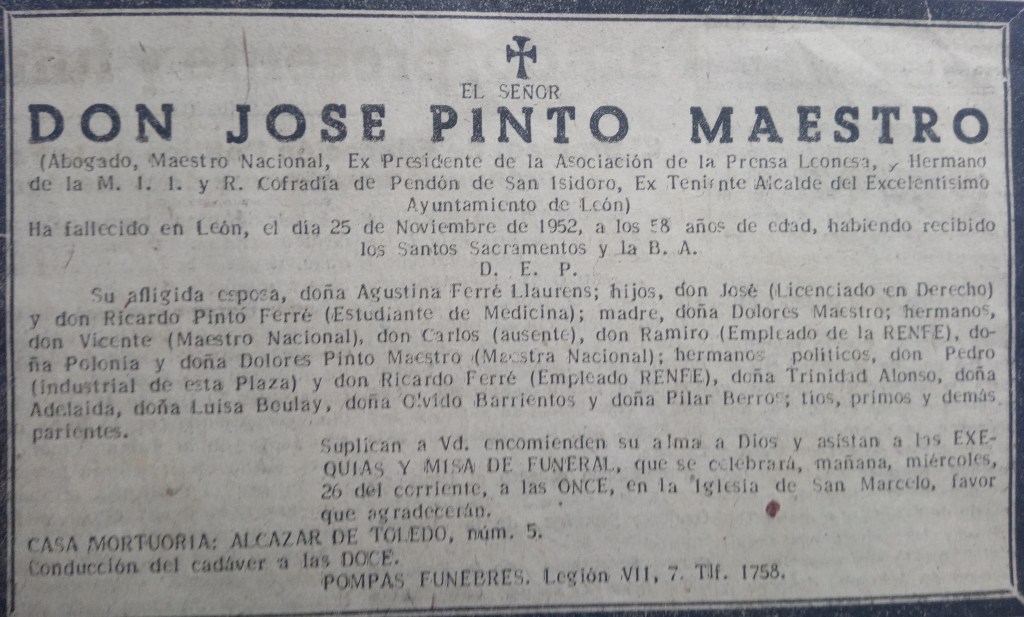 EL SEÑOR
DON JOSE PINTO MAESTRO
(Abogado, Maestro Nacional, Ex Presidente de la Asociación de la Prensa Leonesa, y Hermano
de la M. I. I. y R. Cofradía de Pendón de San Isidoro, Ex Teniente Alcalde del Excelentísimo
Ayuntamiento de León)
Ha fallecido en León, el día 25 de Noviembre de 1952, a los 58 años de edad, habiendo recibido
los Santos Sacramentos y la B. A.
D. E. P.
Su afligida esposa, doña Agustina Ferré Llaurens; hijos, don José (Licenciado en Derecho)
y don Ricardo Pinto Ferré (Estudiante de Medicina); madre, doña Dolores Maestro; hermanos,
don Vicente (Maestro Nacional), don Carlos (ausente), don Ramiro (Empleado de la RENFE), do-
ña Polonia y doña Dolores Pinto Maestro (Maestra Nacional); hermanos políticos, don Pedro
(industrial de esta Plaza) y don Ricardo Ferré (Empleado RENFE), doña Trinidad Alonso, doña
Adelaida, doña Luisa Boulay, doña Olvido Barrientos y doña Pilar Berros; tios, primos y demás
parientes.
Suplican a Vd. encomienden su alma a Dios y asistan a las EXE-
QUIAS Y MISA DE FUNERAL, que se celebrará, mañana, miércoles,
26 del corriente, a las ONCE, en la Iglesia de San Marcelo, favor
que agradecerán.
CASA MORTUORIA: ALCAZAR DE TOLEDO, núm. 5.
Conducción del cadáver a las DOCE.
POMPAS FUNEBRES. Legión VII, 7. Tlf. 1758.